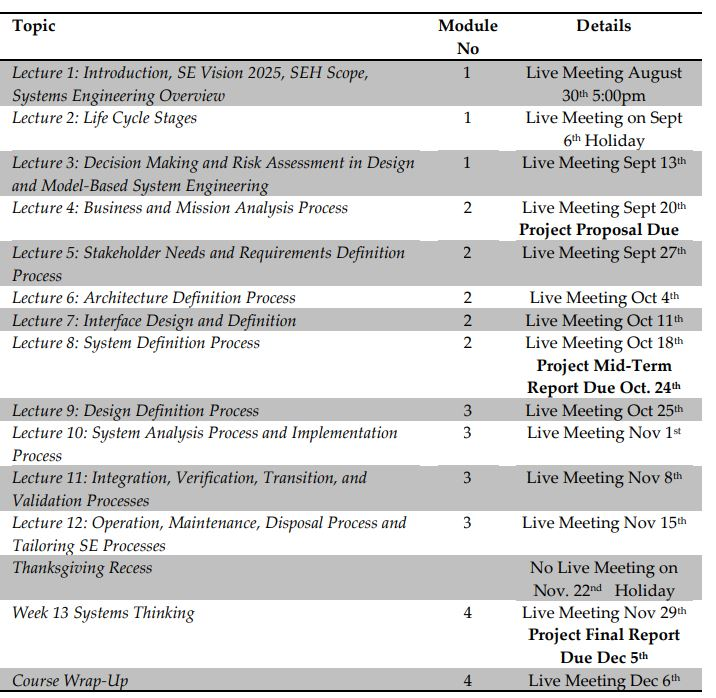 Topic Module Details
No
Lecture 1: Introduction, SE Vision 2025, SEH Scope, 1 Live Meeting August
Systems Engineering Overview 30th 5:00pm
Lecture 2: Life Cycle Stages 1 Live Meeting on Sept
6th Holiday
Lecture 3: Decision Making and Risk Assessment in Design 1 Live Meeting Sept 13th
and Model-Based System Engineering
Lecture 4: Business and Mission Analysis Process 2 Live Meeting Sept 20th
Project Proposal Due
Lecture 5: Stakeholder Needs and Requirements Definition 2 Live Meeting Sept 27th
Process
Lecture 6: Architecture Definition Process 2 Live Meeting Oct 4th
Lecture 7: Interface Design and Definition 2 Live Meeting Oct 11th
Lecture 8: System Definition Process 2 Live Meeting Oct 18th
Project Mid-Term
Report Due Oct. 24th
Lecture 9: Design Definition Process 3 Live Meeting Oct 25th
Lecture 10: System Analysis Process and Implementation 3 Live Meeting Nov 1st
Process
Lecture 11: Integration, Verification, Transition, and 3 Live Meeting Nov 8th
Validation Processes
Lecture 12: Operation, Maintenance, Disposal Process and 3 Live Meeting Nov 15th
Tailoring SE Processes
Thanksgiving Recess No Live Meeting on
Nov. 22nd Holiday
Week 13 Systems Thinking 4 Live Meeting Nov 29th
Project Final Report
Due Dec 5th
Course Wrap-Up 4 Live Meeting Dec 6th